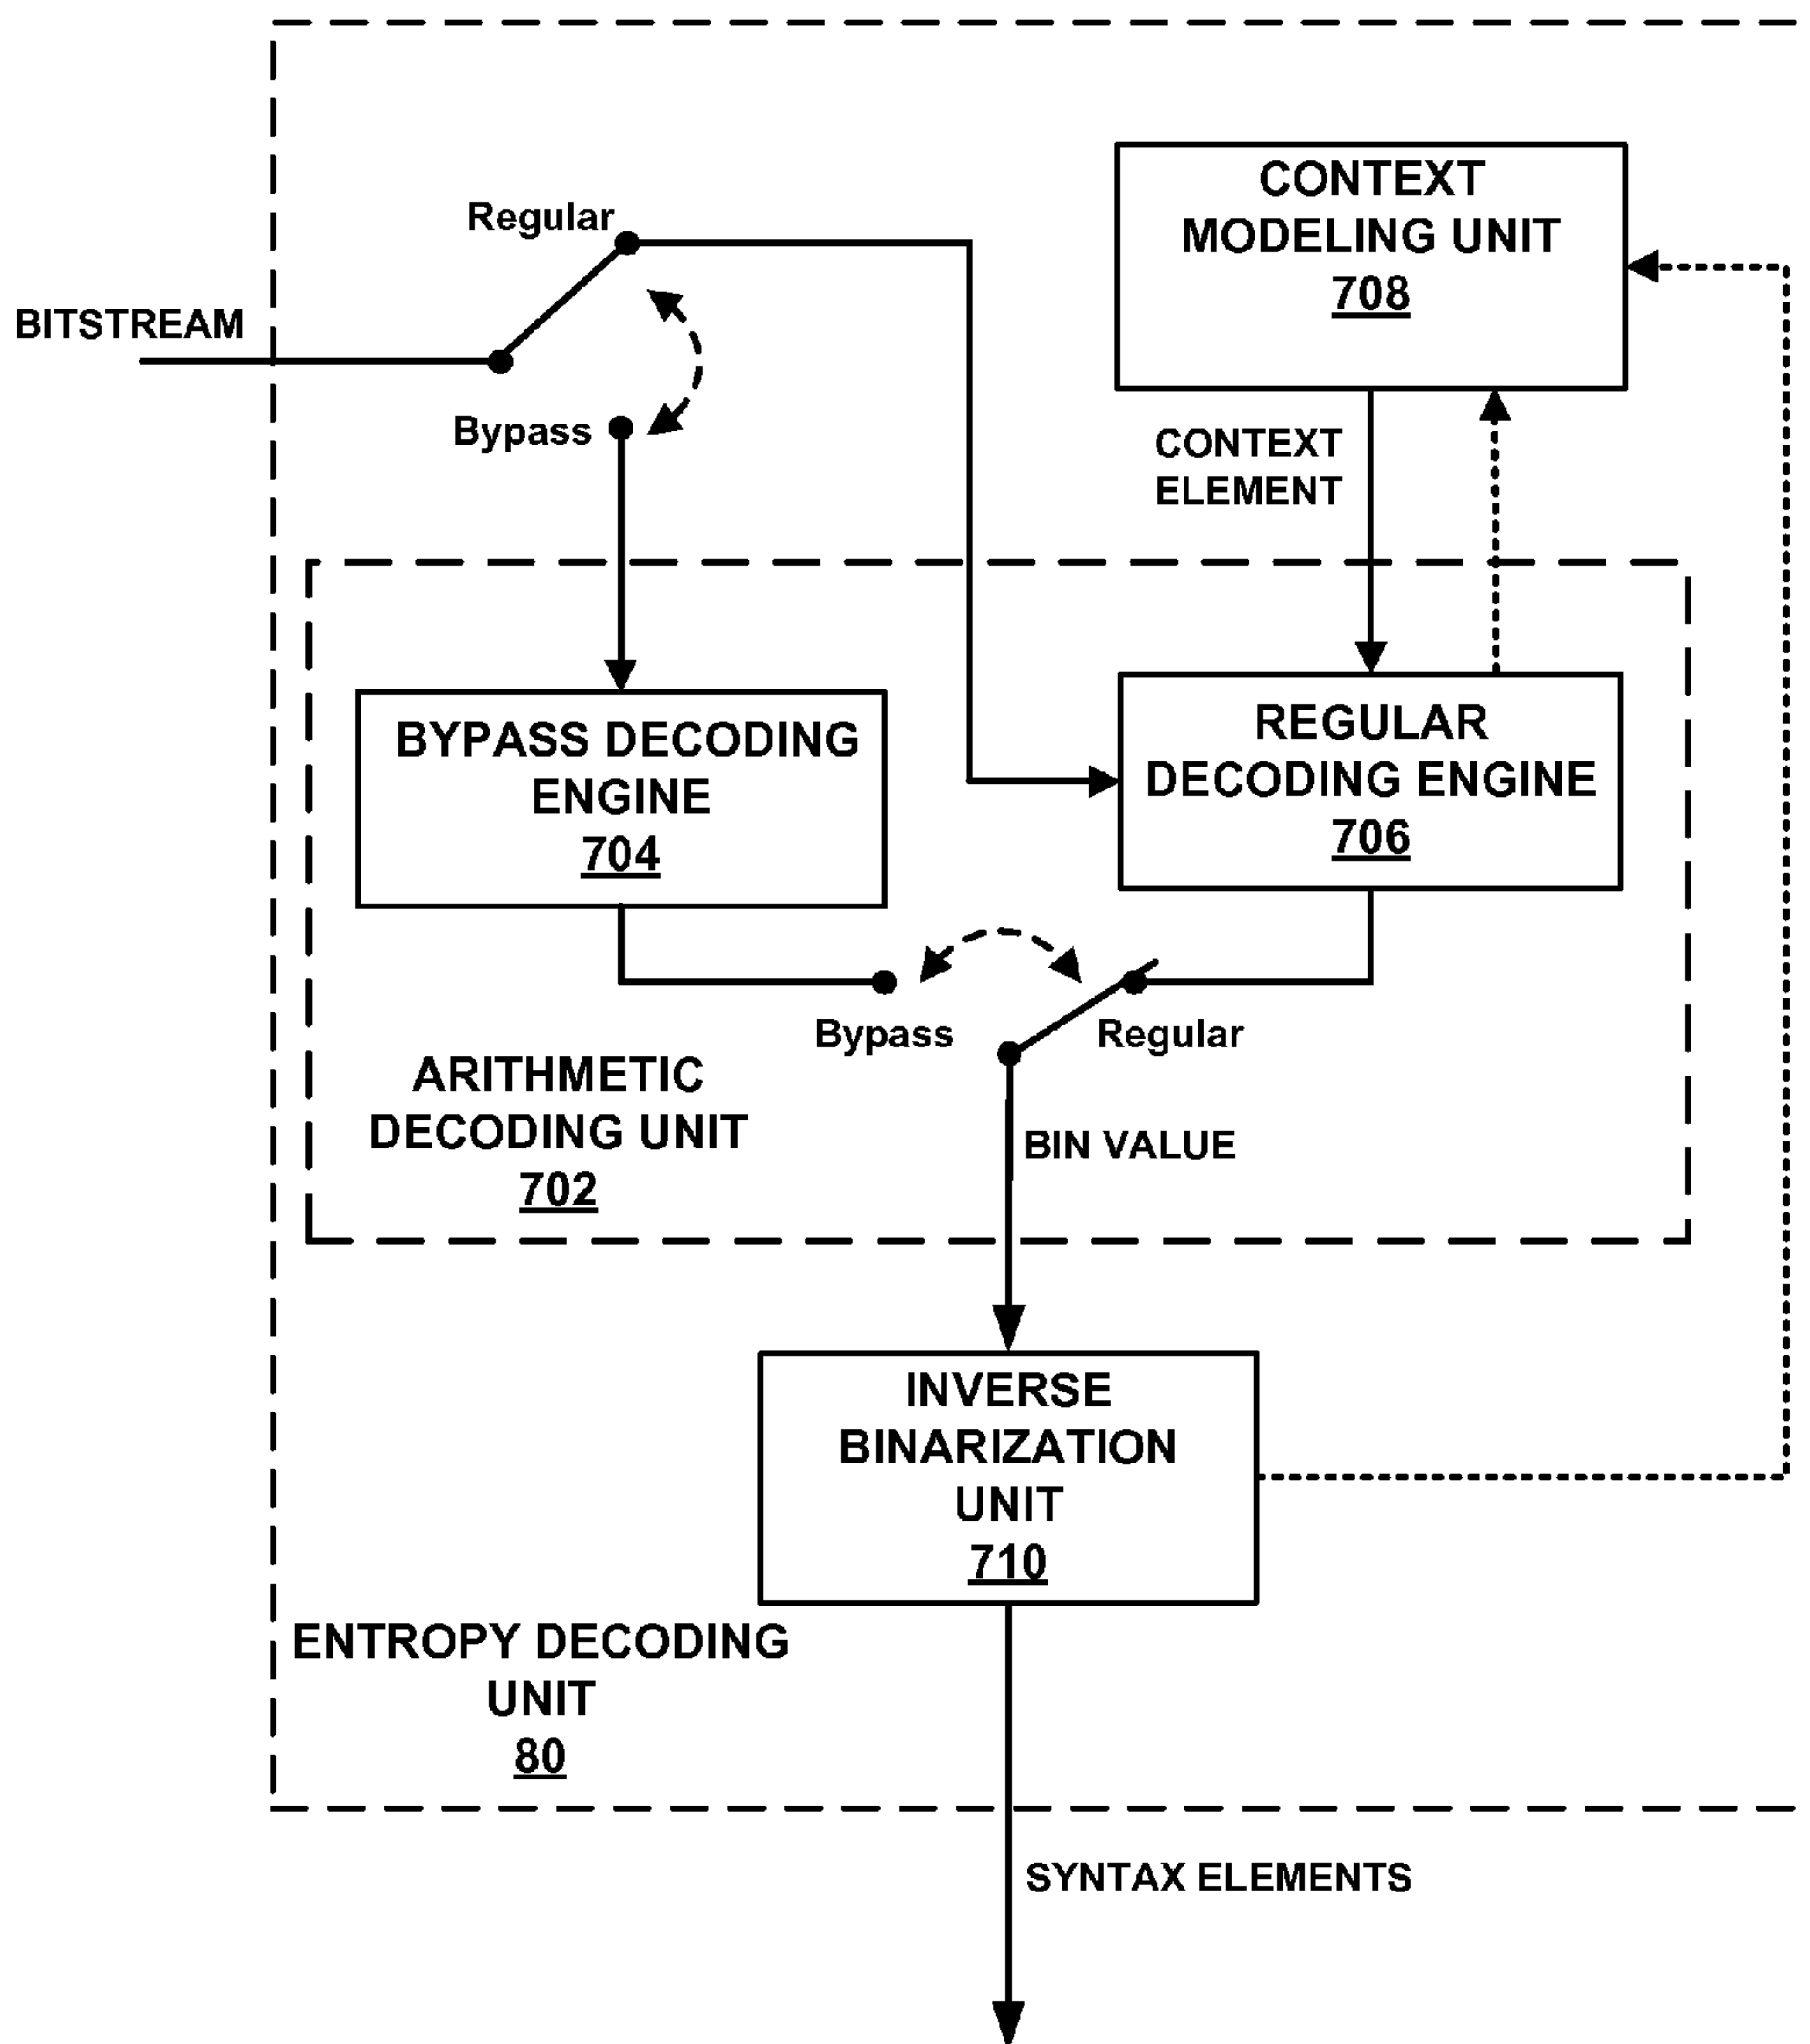 CONTEXT
MODELING UNIT
708
Regular
BITSTREAM
Bypass
CONTEXT
ELEMENT
BYPASS DECODING
ENGINE
704
REGULAR
DECODING ENGINE
706
Bypass
Regular
ARITHMETIC
DECODING UNIT
702
BIN VALUE
INVERSE
BINARIZATION
UNIT
710
ENTROPY DECODING
UNIT
80
SYNTAX ELEMENTS